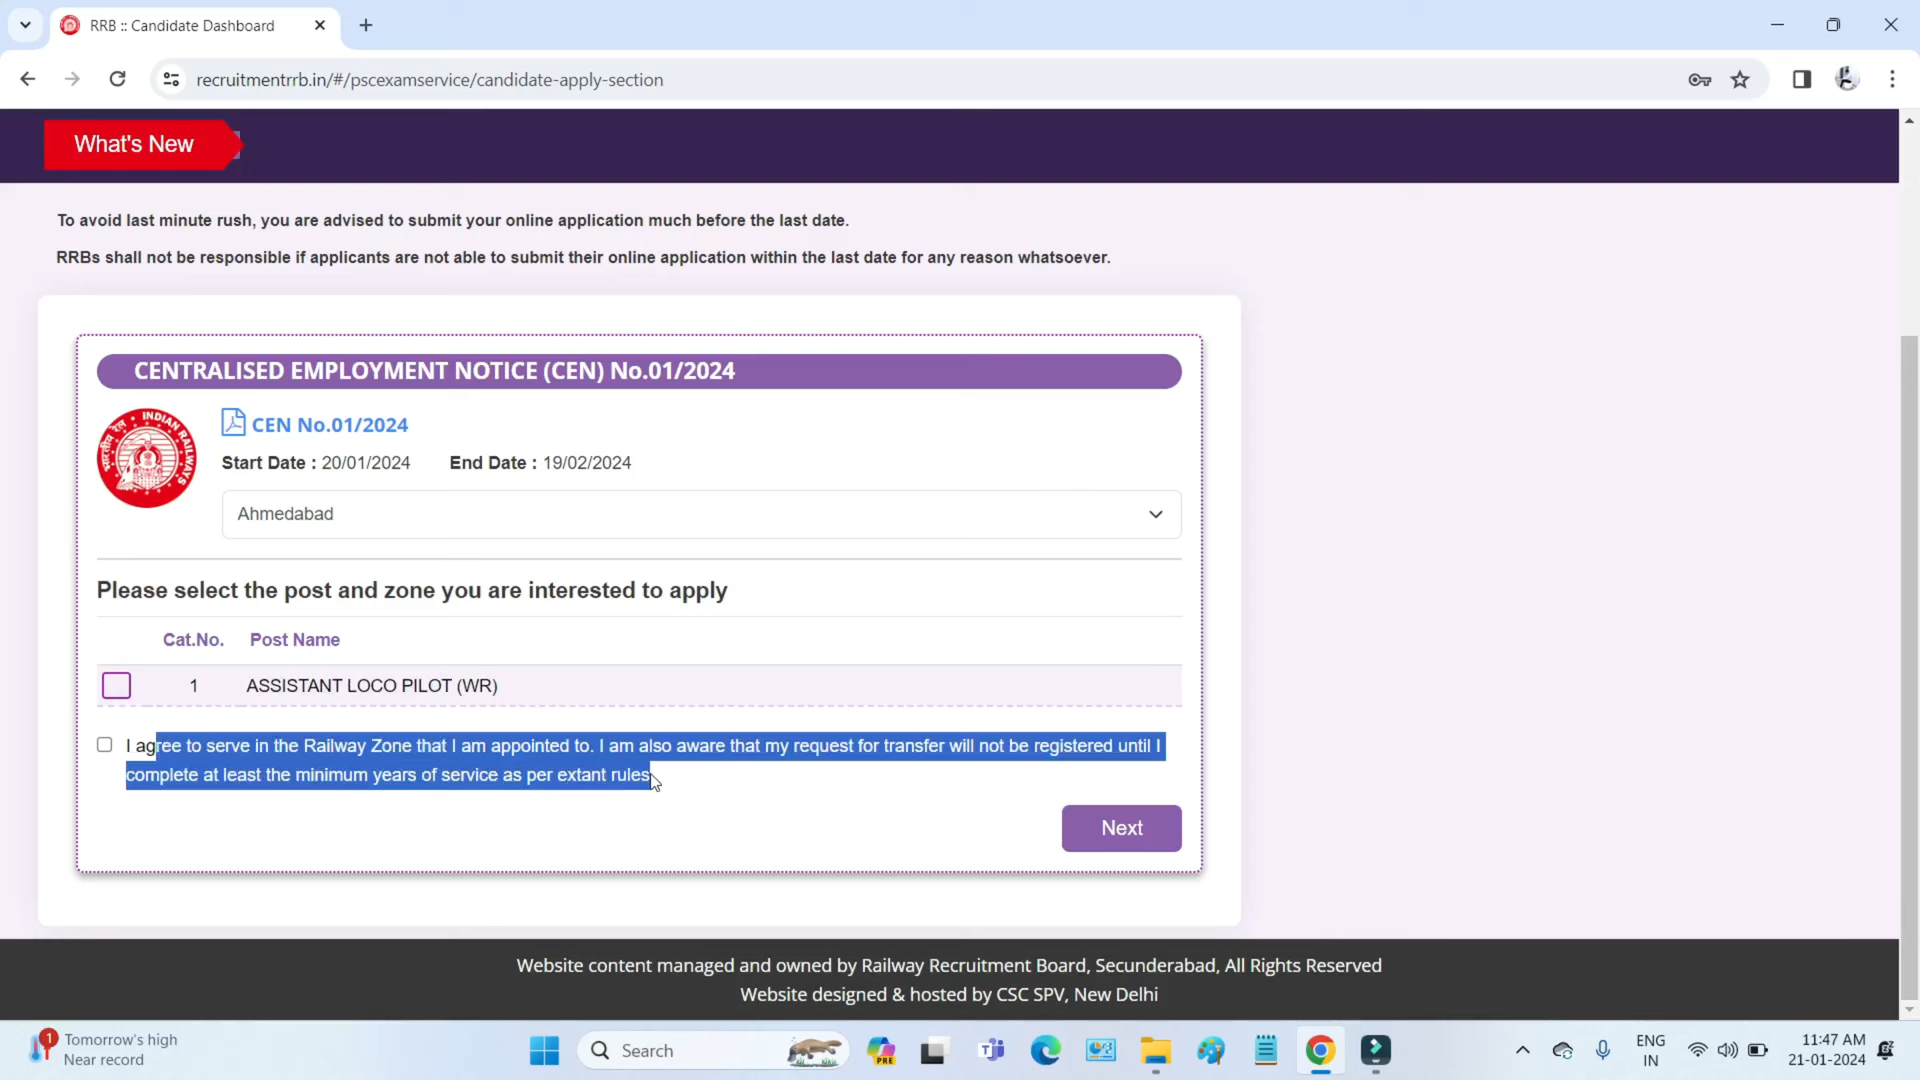 RRB :: Candidate Dashboard
recruitmentrrb.in/#/pscexamservice/candidate-apply-section
What's New
To avoid last minute rush, you are advised to submit your online application much before the last date.
RRBs shall not be responsible if applicants are not able to submit their online application within the last date for any reason whatsoever.
CENTRALISED EMPLOYMENT NOTICE (CEN) No.01/2024
CEN No.01/2024
Start Date : 20/01/2024 End Date : 19/02/2024
INDIAN RAILWAYS
भारतीय रेल
Ahmedabad
Please select the post and zone you are interested to apply
Cat.No. Post Name
1 ASSISTANT LOCO PILOT (WR)
I agree to serve in the Railway Zone that I am appointed to. I am also aware that my request for transfer will not be registered until I
complete at least the minimum years of service as per extant rules
Next
Website content managed and owned by Railway Recruitment Board, Secunderabad, All Rights Reserved
Website designed & hosted by CSC SPV, New Delhi
1
Tomorrow's high
Near record
Search
PRE
ENG
IN
11:47 AM
21-01-2024